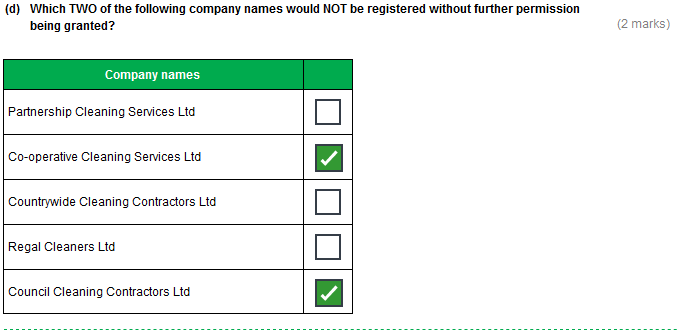 (d) Which TWO of the following company names would NOT be registered without further permission
being granted?
(2 marks)
Company names
Partnership Cleaning Services Ltd
Co-operative Cleaning Services Ltd
Countrywide Cleaning Contractors Ltd
Regal Cleaners Ltd
Council Cleaning Contractors Ltd